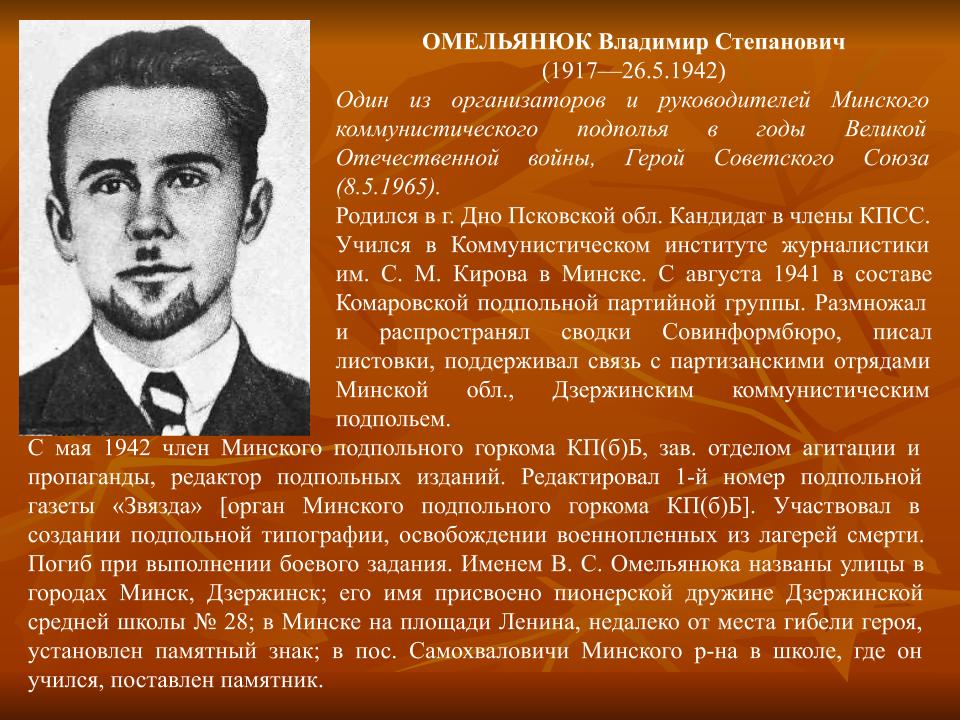 ОМЕЛЬЯНЮК Владимир Степанович
(1917—26.5.1942)
Один из организаторов и руководителей Минского
коммунистического подполья в годы Великой
Отечественной войны, Герой Советского Союза
(8.5.1965).
Родился в г. Дно Псковской обл. Кандидат в члены КПСС.
Учился в Коммунистическом институте журналистики
им. С. М. Кирова в Минске. С августа 1941 в составе
Комаровской подпольной партийной группы. Размножал
и распространял сводки Совинформбюро, писал
листовки, поддерживал связь с партизанскими отрядами
Минской обл., Дзержинским коммунистическим
подпольем.
С мая 1942 член Минского подпольного горкома КП(б)Б, зав. отделом агитации и
пропаганды, редактор подпольных изданий. Редактировал 1-й номер подпольной
газеты «Звязда» [орган Минского подпольного горкома КП(б)Б]. Участвовал в
создании подпольной типографии, освобождении военнопленных из лагерей смерти.
Погиб при выполнении боевого задания. Именем В. С. Омельянюка названы улицы в
городах Минск, Дзержинск; его имя присвоено пионерской дружине Дзержинской
средней школы № 28; в Минске на площади Ленина, недалеко от места гибели героя,
установлен памятный знак; в пос. Самохваловичи Минского р-на в школе, где он
учился, поставлен памятник.